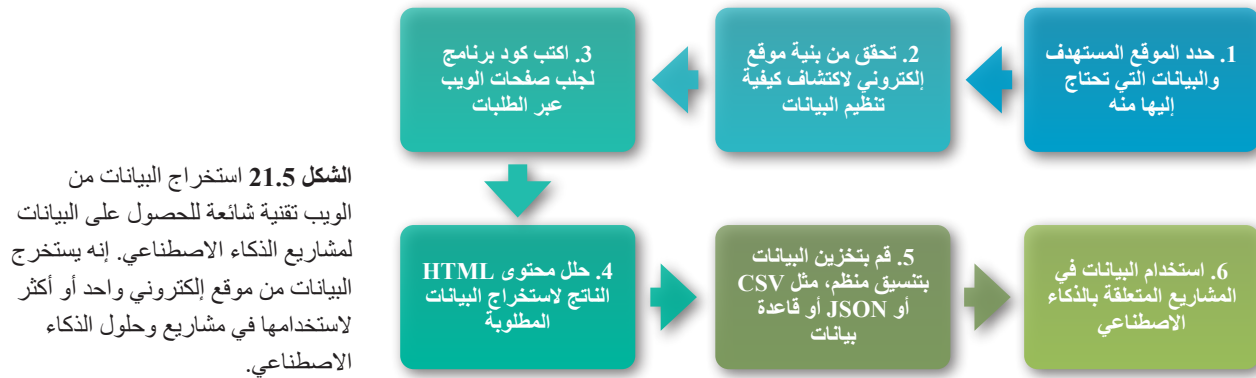 1. حدد الموقع المستهدف
والبيانات التي تحتاج
إليها منه
2. تحقق من بنية موقع
إلكتروني لاكتشاف كيفية
تنظيم البيانات
3. اكتب كود برنامج
لجلب صفحات الويب
عبر الطلبات
4. حلل محتوى HTML
الناتج لاستخراج البيانات
المطلوبة
5. قم بتخزين البيانات
بتنسيق منظم، مثل CSV
أو JSON أو قاعدة
بيانات
6. استخدام البيانات في
المشاريع المتعلقة بالذكاء
الاصطناعي
الشكل 21.5 استخراج البيانات من
الويب تقنية شائعة للحصول على البيانات
لمشاريع الذكاء الاصطناعي. إنه يستخرج
البيانات من موقع إلكتروني واحد أو أكثر
لاستخدامها في مشاريع وحلول الذكاء
الاصطناعي.